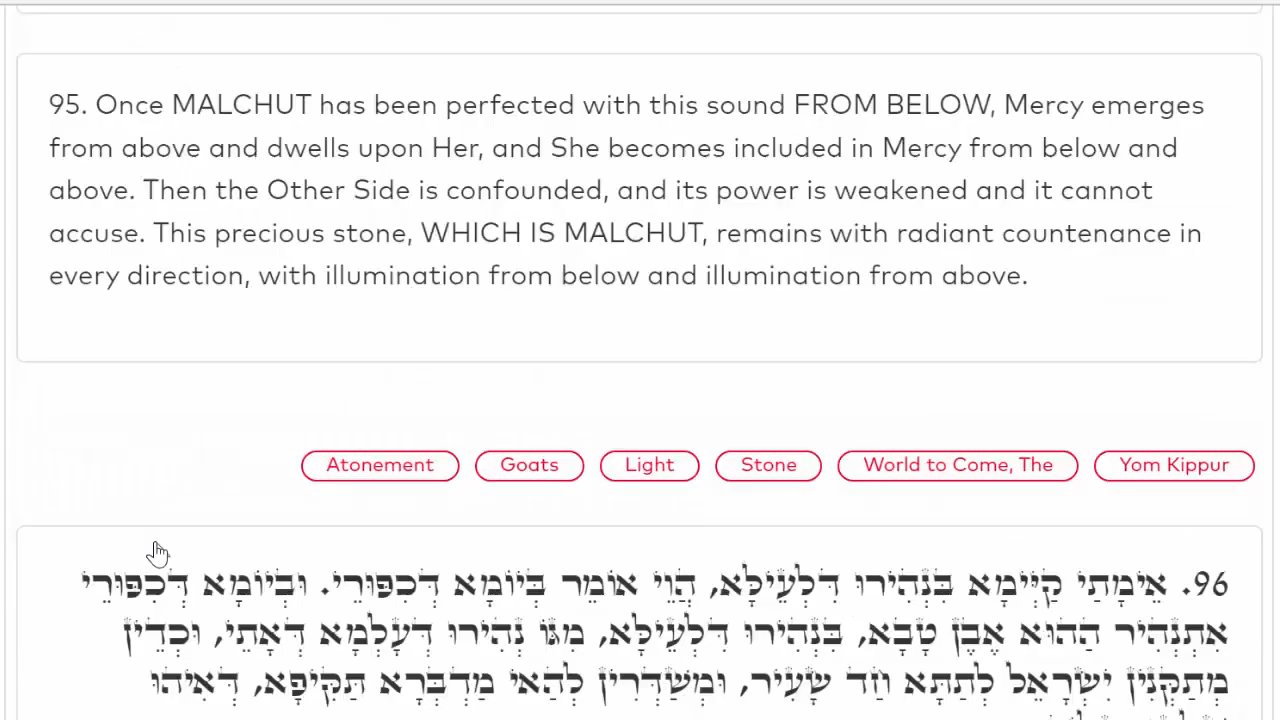 95. Once MALCHUT has been perfected with this sound FROM BELOW, Mercy emerges
from above and dwells upon Her, and She becomes included in Mercy from below and
above. Then the Other Side is confounded, and its power is weakened and it cannot
accuse. This precious stone, WHICH IS MALCHUT, remains with radiant countenance in
every direction, with illumination from below and illumination from above.
Atonement Goats Light Stone World to Come, The Yom Kippur
96. אֵימָתַי קַיְּימָא בִּנְהִירוּ דִּלְעֵילָּא, הֲוֵי אוֹמֵר בְּיוֹמָא דְּכִפּוּרֵי. וּבְיוֹמָא דְּכִפּוּרֵי
אִתְנְהִיר הַהוּא אֶבֶן טָבָא, בִּנְהִירוּ דִּלְעֵילָּא, מִגּוֹ נְהִירוּ דְּעָלְמָא דְּאָתֵי, וּכְדֵין
מְתַקְּנִין יִשְׂרָאֵל לְתַתָּא חַד שָׂעִיר, וּמְשַׁדְּרִין לְהַאי מַדְבְּרָא תַּקִּיפָא, דְּאִיהוּ